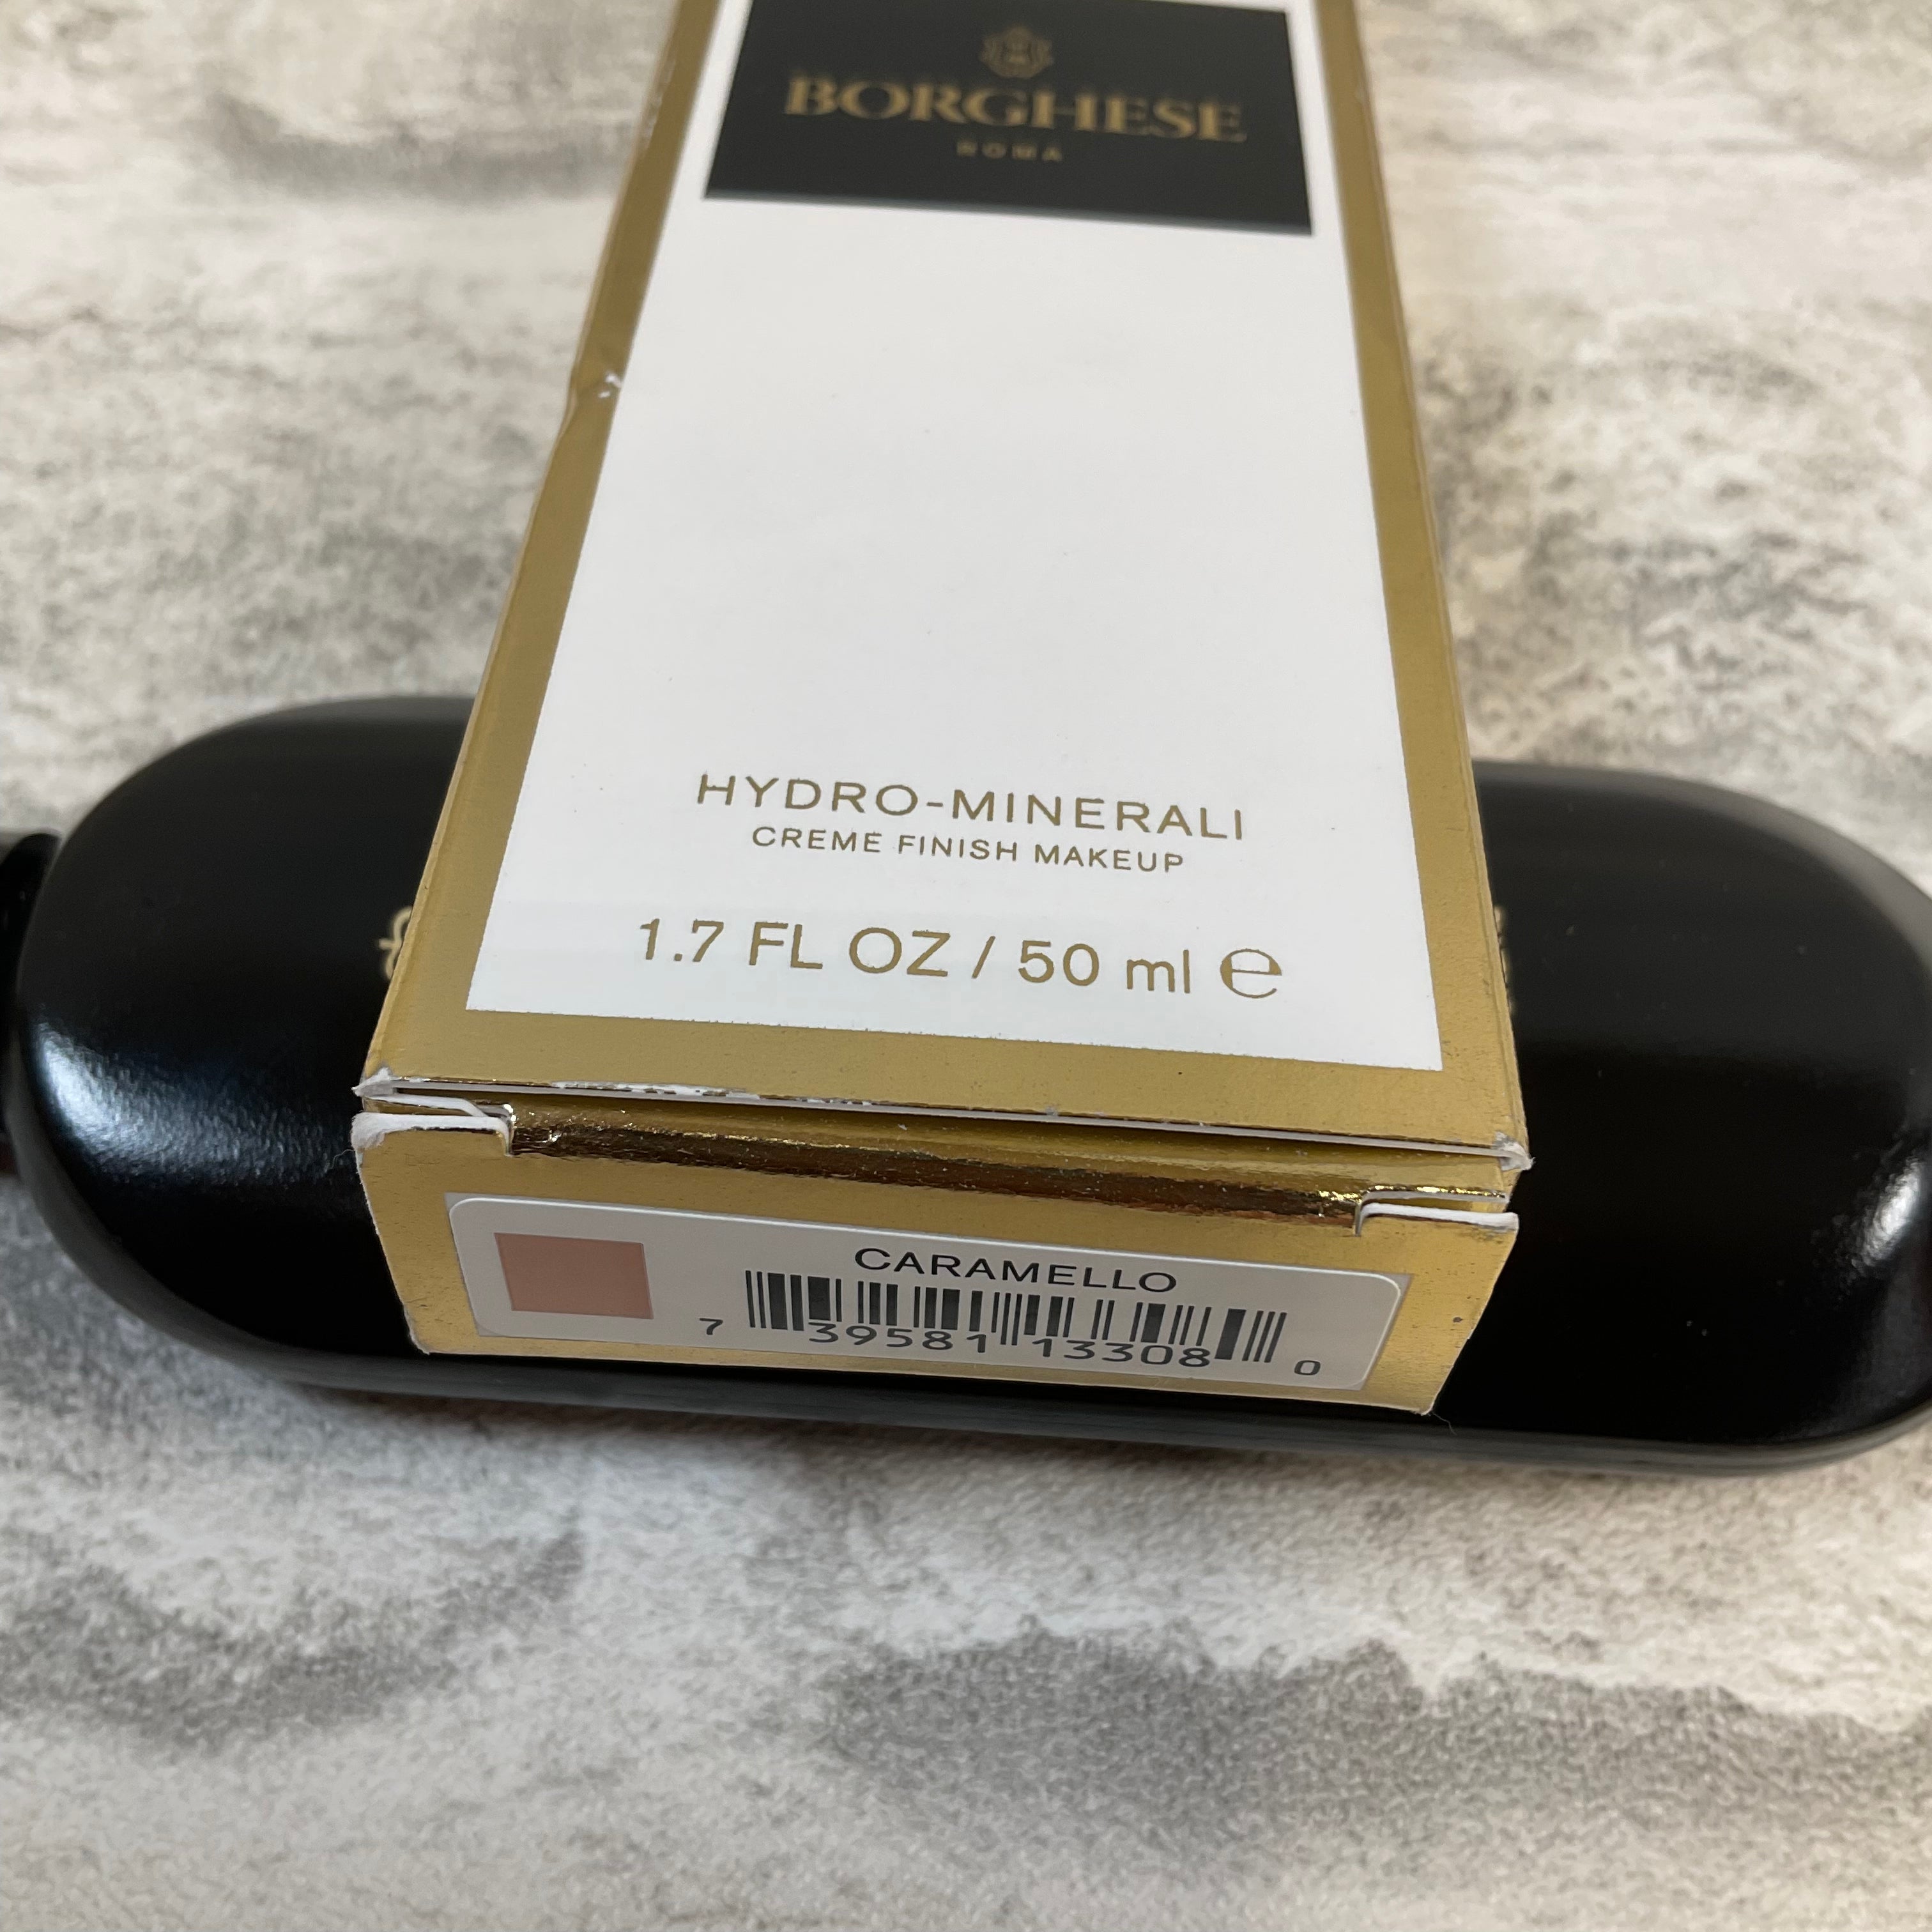 BORGHESE
ROMA
HYDRO-MINERALI
CREME FINISH MAKEUP
1.7 FL OZ / 50 ml ℮
CARAMELLO
7 39581 13308 0